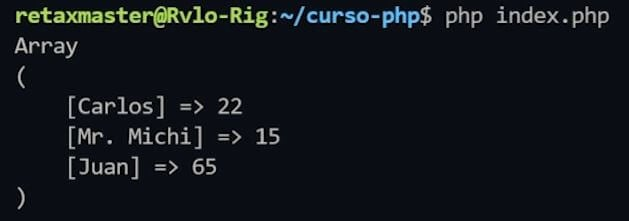 retaxmaster@Rvlo-Rig:~/curso-php$ php index.php
Array
(
    [Carlos] => 22
    [Mr. Michi] => 15
    [Juan] => 65
)